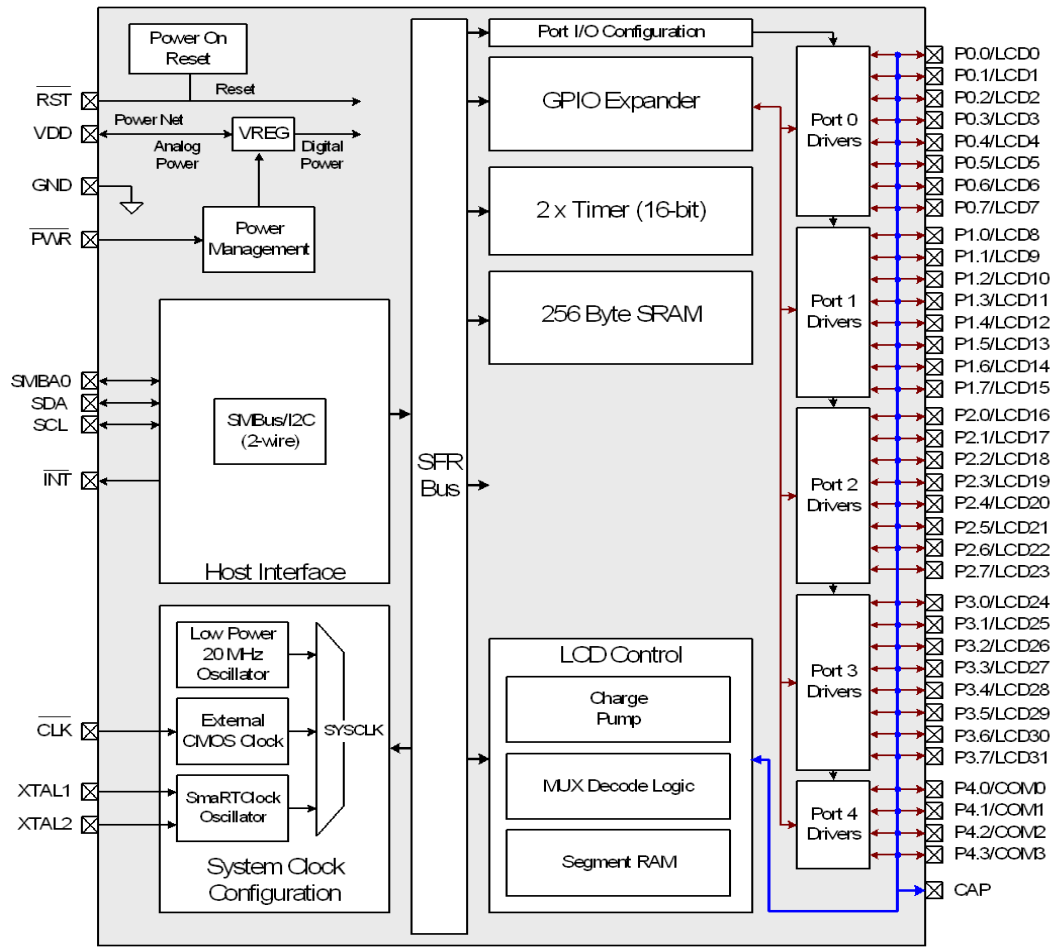 Power On
Reset
RST
Reset
VDD
Power Net
Analog
Power
VREG
Digital
Power
GND
PWR
Power
Management
SMBA0
SDA
SCL
INT
SMBus/I2C
(2-wire)
Host Interface
Low Power
20 MHz
Oscillator
External
CMOS Clock
SmaRTClock
Oscillator
SYSCLK
CLK
XTAL1
XTAL2
System Clock
Configuration
SFR
Bus
Port I/O Configuration
GPIO Expander
2 x Timer (16-bit)
256 Byte SRAM
LCD Control
Charge
Pump
MUX Decode Logic
Segment RAM
Port 0
Drivers
Port 1
Drivers
Port 2
Drivers
Port 3
Drivers
Port 4
Drivers
P0.0/LCD0
P0.1/LCD1
P0.2/LCD2
P0.3/LCD3
P0.4/LCD4
P0.5/LCD5
P0.6/LCD6
P0.7/LCD7
P1.0/LCD8
P1.1/LCD9
P1.2/LCD10
P1.3/LCD11
P1.4/LCD12
P1.5/LCD13
P1.6/LCD14
P1.7/LCD15
P2.0/LCD16
P2.1/LCD17
P2.2/LCD18
P2.3/LCD19
P2.4/LCD20
P2.5/LCD21
P2.6/LCD22
P2.7/LCD23
P3.0/LCD24
P3.1/LCD25
P3.2/LCD26
P3.3/LCD27
P3.4/LCD28
P3.5/LCD29
P3.6/LCD30
P3.7/LCD31
P4.0/COM0
P4.1/COM1
P4.2/COM2
P4.3/COM3
CAP